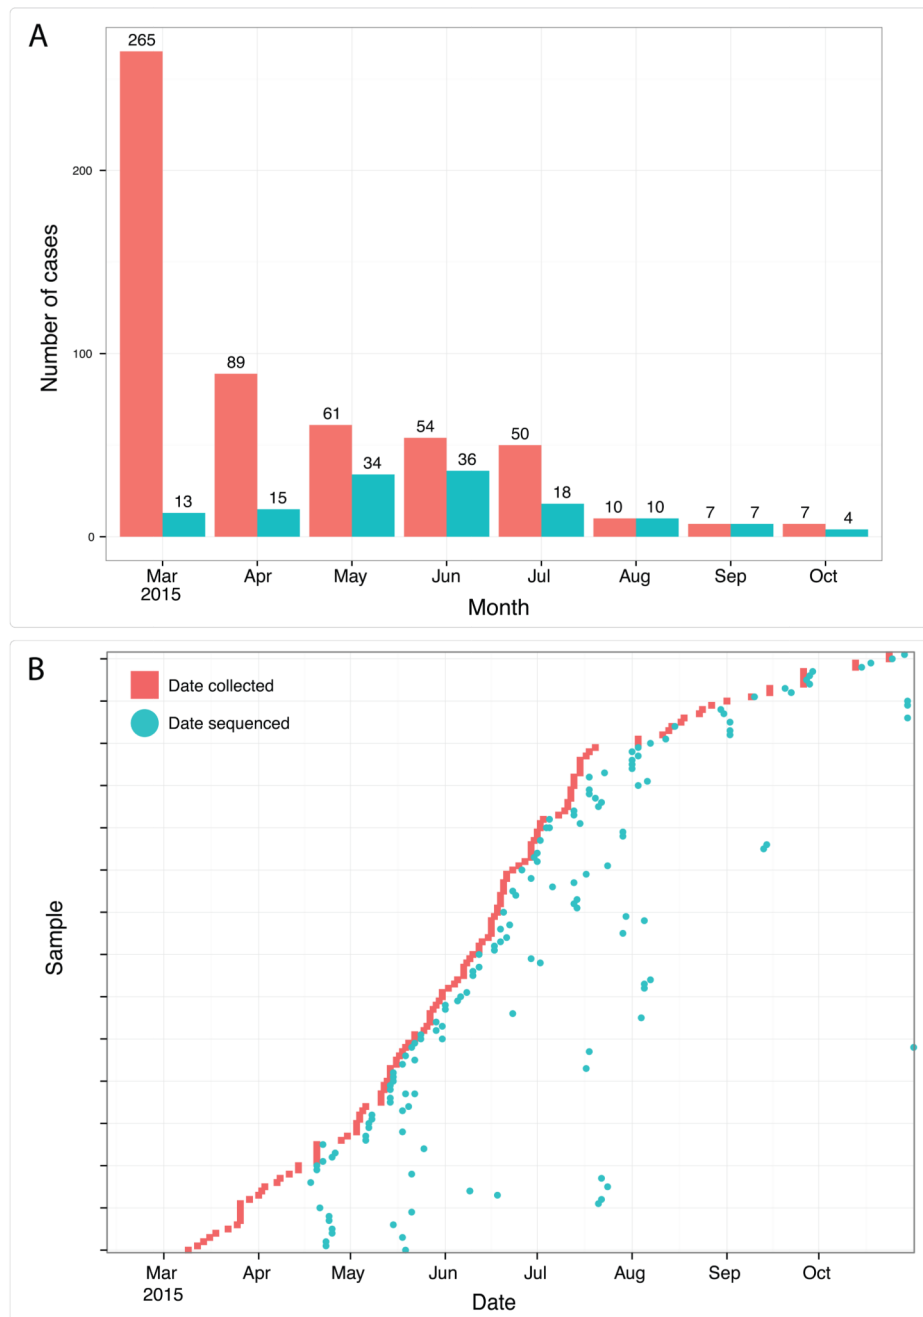 A
265
13
89
15
61
34
54
36
50
18
10
10
7
7
7
4
200
100
0
Number of cases
Mar
2015
Apr
May
Jun
Jul
Aug
Sep
Oct
Month
B
Date collected
Date sequenced
Sample
Mar
2015
Apr
May
Jun
Jul
Aug
Sep
Oct
Date